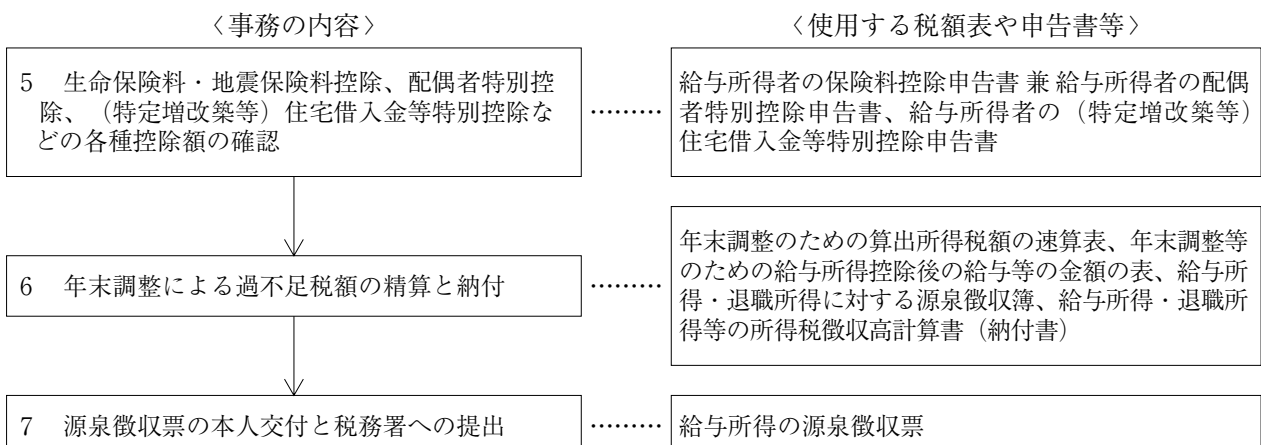 〈事務の内容〉
〈使用する税額表や申告書等〉
5　生命保険料・地震保険料控除、配偶者特別控
除、（特定増改築等）住宅借入金等特別控除な
どの各種控除額の確認
………
給与所得者の保険料控除申告書 兼 給与所得者の配偶
者特別控除申告書、給与所得者の（特定増改築等）
住宅借入金等特別控除申告書
6　年末調整による過不足税額の精算と納付
………
年末調整のための算出所得税額の速算表、年末調整等
のための給与所得控除後の給与等の金額の表、給与所
得・退職所得に対する源泉徴収簿、給与所得・退職所
得等の所得税徴収高計算書（納付書）
7　源泉徴収票の本人交付と税務署への提出
………
給与所得の源泉徴収票